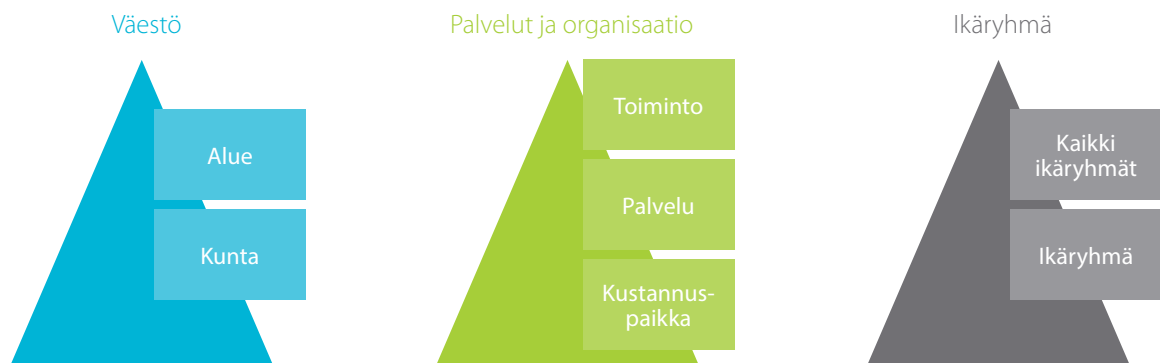 Väestö
Alue
Kunta
Palvelut ja organisaatio
Toiminto
Palvelu
Kustannus-
paikka
Ikäryhmä
Kaikki
ikäryhmät
Ikäryhmä